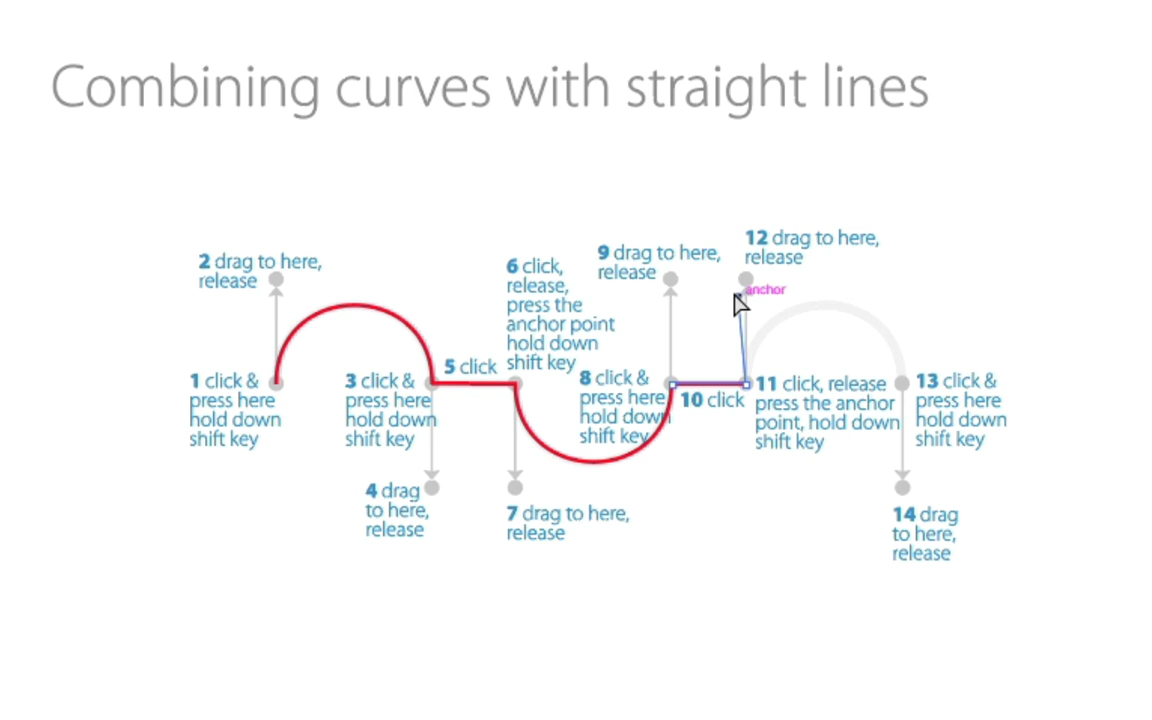 Combining curves with straight lines
2 drag to here,
release
1 click &
press here
hold down
shift key
3 click &
press here
hold down
shift key
4 drag
to here,
release
5 click
6 click,
release,
press the
anchor point
hold down
shift key
7 drag to here,
release
8 click &
press here
hold down
shift key
9 drag to here,
release
10 click
12 drag to here,
release
anchor
11 click, release
press the anchor
point, hold down
shift key
13 click &
press here
hold down
shift key
14 drag
to here,
release